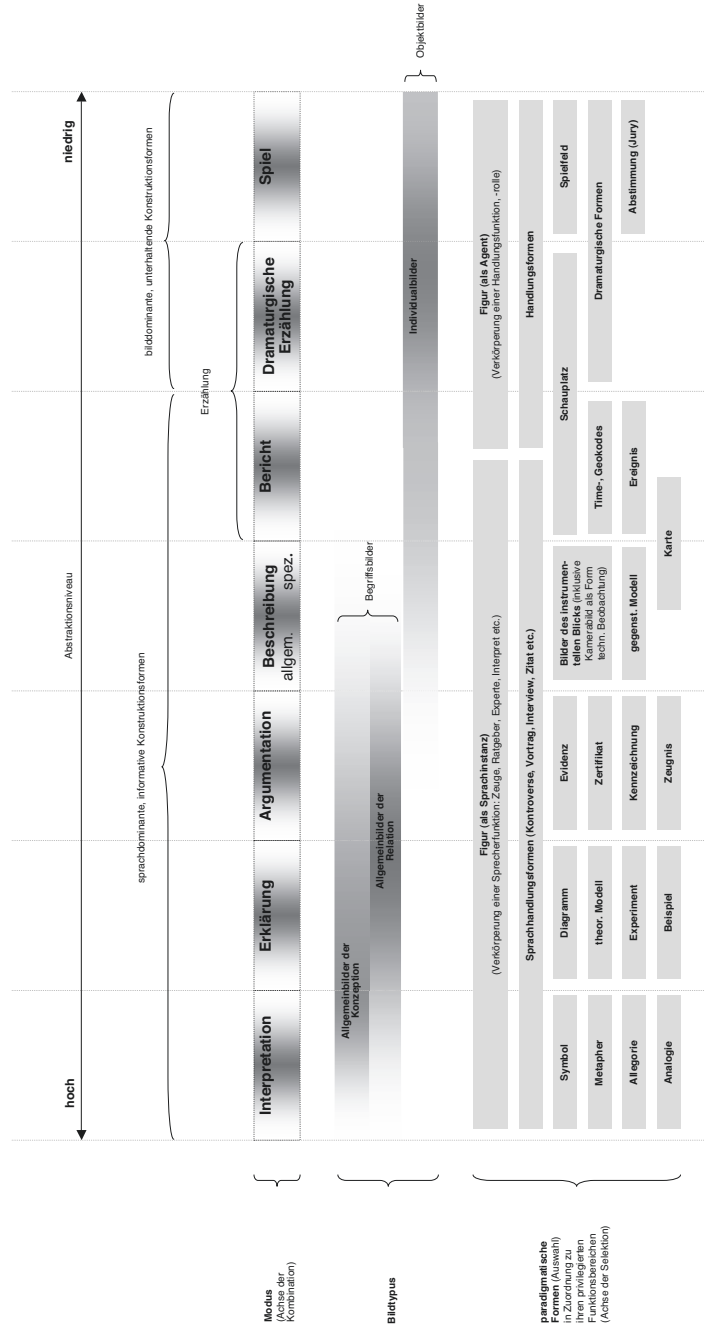 Abstraktionsniveau
hoch
niedrig
sprachdominante, informative Konstruktionsformen
bilddominante, unterhaltende Konstruktionsformen
Erzählung
Modus
(Achse der
Kombination)
Interpretation
Erklärung
Argumentation
Beschreibung
allgem. spez.
Bericht
Dramaturgische
Erzählung
Spiel
Bildtypus
Allgemeinbilder der
Konzeption
Allgemeinbilder der
Relation
Begriffsbilder
Individualbilder
Objektbilder
paradigmatische
Formen (Auswahl)
in Zuordnung zu
ihren privilegierten
Funktionsbereichen
(Achse der Selektion)
Figur (als Sprachinstanz)
(Verkörperung einer Sprecherfunktion: Zeuge, Ratgeber, Experte, Interpret etc.)
Figur (als Agent)
(Verkörperung einer Handlungsfunktion, -rolle)
Sprachhandlungsformen (Kontroverse, Vortrag, Interview, Zitat etc.)
Handlungsformen
Symbol
Diagramm
Evidenz
Bilder des instrumen-
tellen Blicks (inklusive
Kamerabild als Form
techn. Beobachtung)
Schauplatz
Spielfeld
Metapher
theor. Modell
Zertifikat
Time-, Geokodes
Dramaturgische Formen
Allegorie
Experiment
Kennzeichnung
gegenst. Modell
Ereignis
Abstimmung (Jury)
Analogie
Beispiel
Zeugnis
Karte